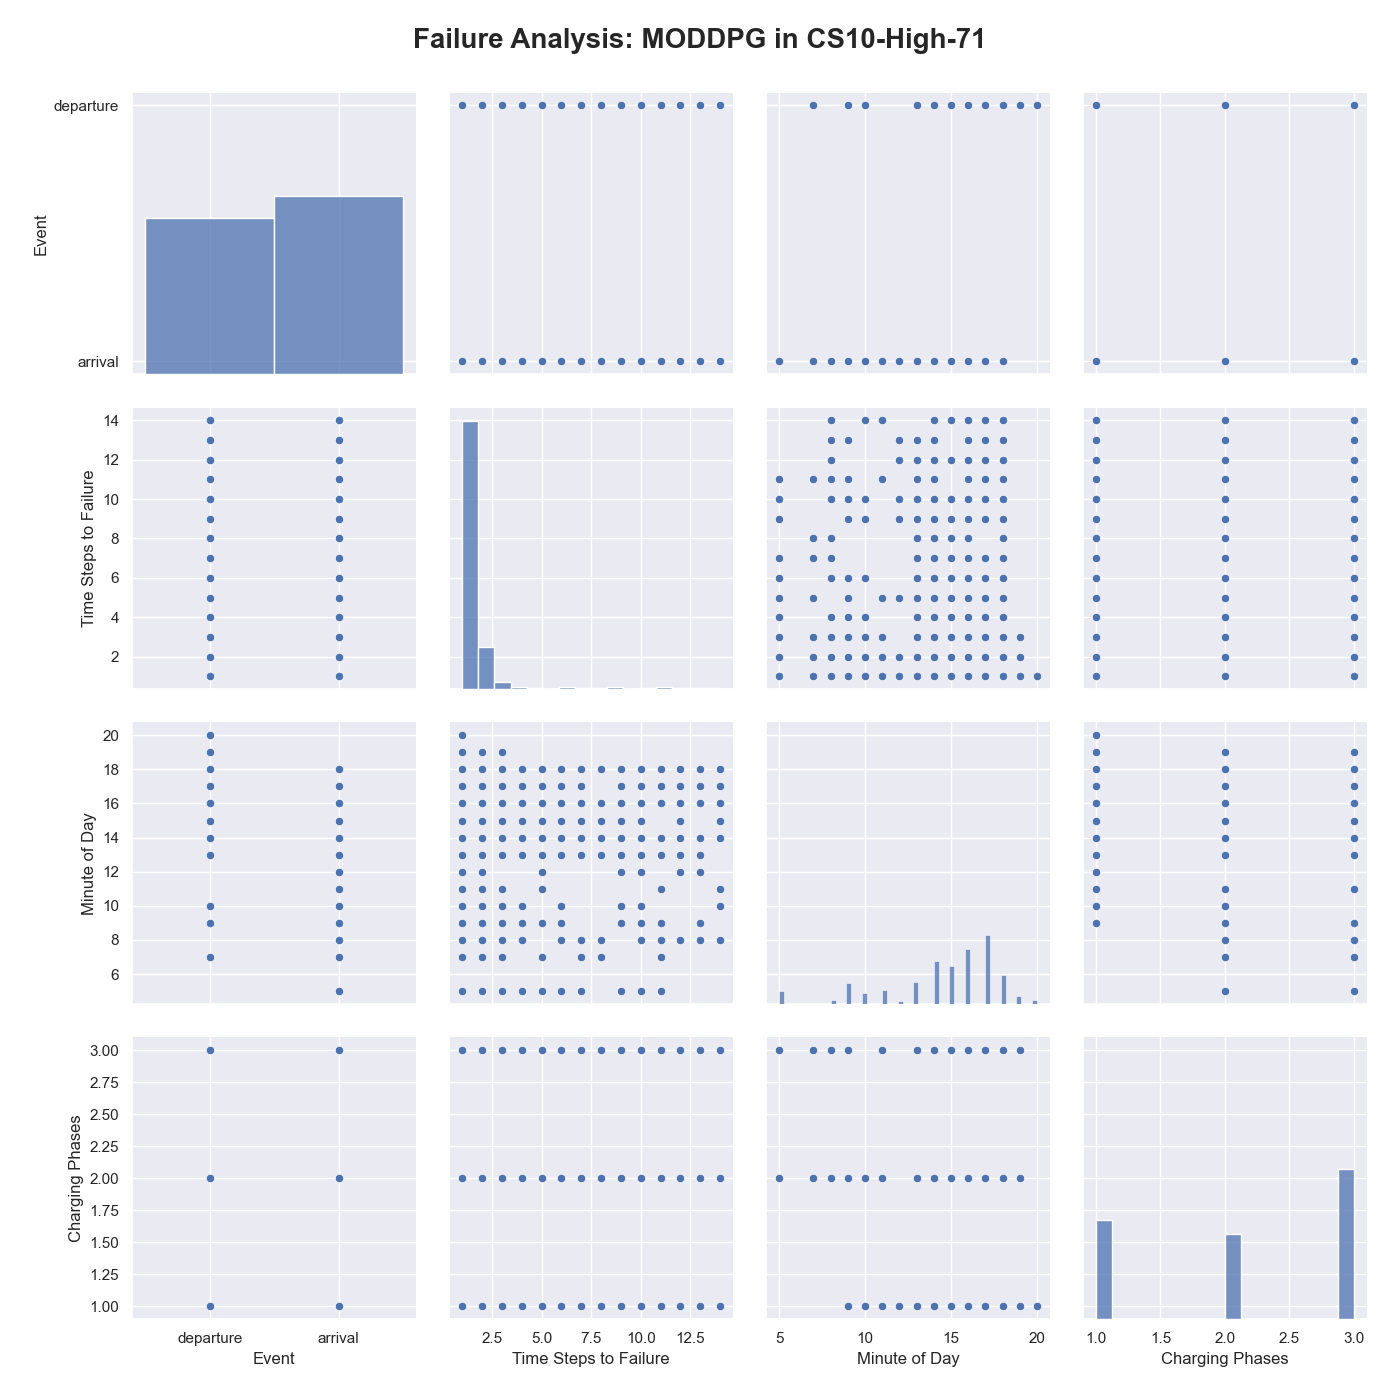 Failure Analysis: MODDPG in CS10-High-71
departure
Event
arrival
14
12
10
8
6
4
2
Time Steps to Failure
20
18
16
14
12
10
8
6
Minute of Day
3.00
2.75
2.50
2.25
2.00
1.75
1.50
1.25
1.00
Charging Phases
departure arrival
Event
2.5 5.0 7.5 10.0 12.5
Time Steps to Failure
5 10 15 20
Minute of Day
1.0 1.5 2.0 2.5 3.0
Charging Phases